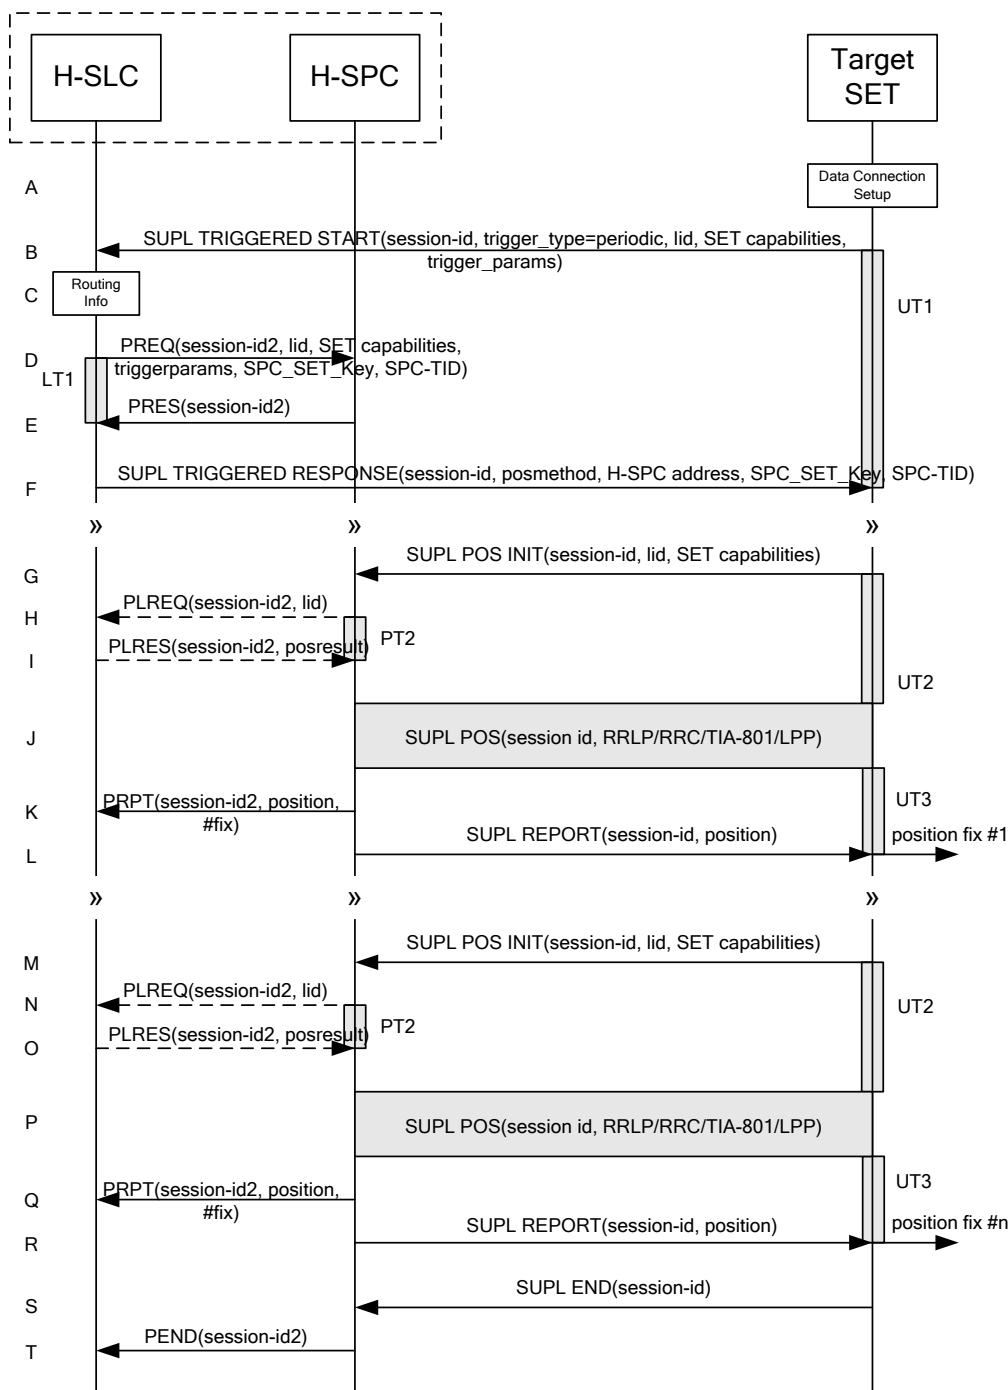 H-SLC
H-SPC
Target
SET
A
Data Connection
Setup
B
SUPL TRIGGERED START(session-id, trigger_type=periodic, lid, SET capabilities,
trigger_params)
C
Routing
Info
UT1
D
PREQ(session-id2, lid, SET capabilities,
triggerparams, SPC_SET_Key, SPC-TID)
LT1
E
PRES(session-id2)
F
SUPL TRIGGERED RESPONSE(session-id, posmethod, H-SPC address, SPC_SET_Key, SPC-TID)
» » »
G
SUPL POS INIT(session-id, lid, SET capabilities)
H
PLREQ(session-id2, lid)
PT2
I
PLRES(session-id2, posresult)
UT2
J
SUPL POS(session id, RRLP/RRC/TIA-801/LPP)
K
PRPT(session-id2, position,
#fix)
UT3
L
SUPL REPORT(session-id, position)
position fix #1
» » »
M
SUPL POS INIT(session-id, lid, SET capabilities)
N
PLREQ(session-id2, lid)
UT2
O
PLRES(session-id2, posresult)
PT2
P
SUPL POS(session id, RRLP/RRC/TIA-801/LPP)
Q
PRPT(session-id2, position,
#fix)
UT3
R
SUPL REPORT(session-id, position)
position fix #n
S
SUPL END(session-id)
T
PEND(session-id2)